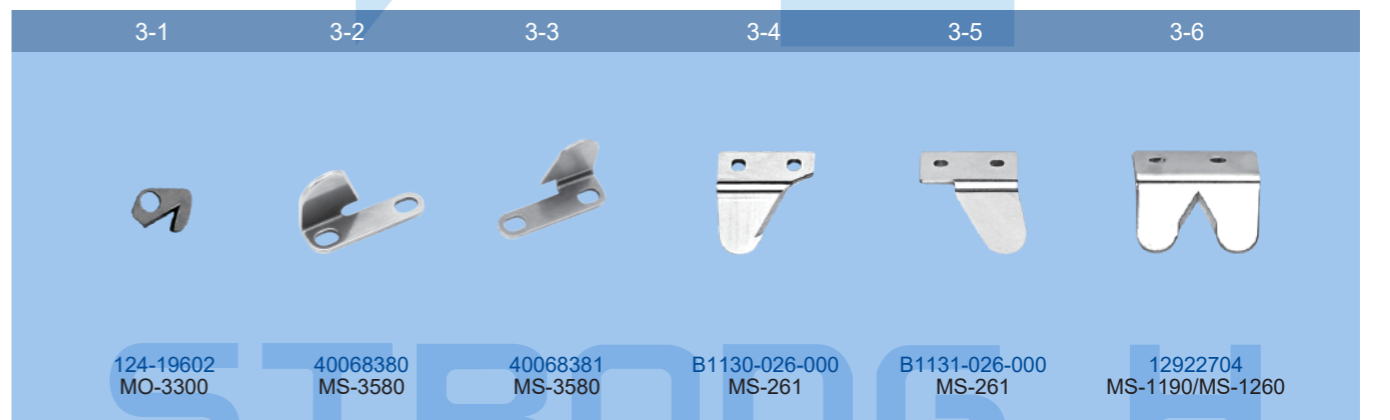 3-1 3-2 3-3 3-4 3-5 3-6
124-19602 40068380 40068381 B1130-026-000 B1131-026-000 12922704
MO-3300 MS-3580 MS-3580 MS-261 MS-261 MS-1190/MS-1260
STRONG H